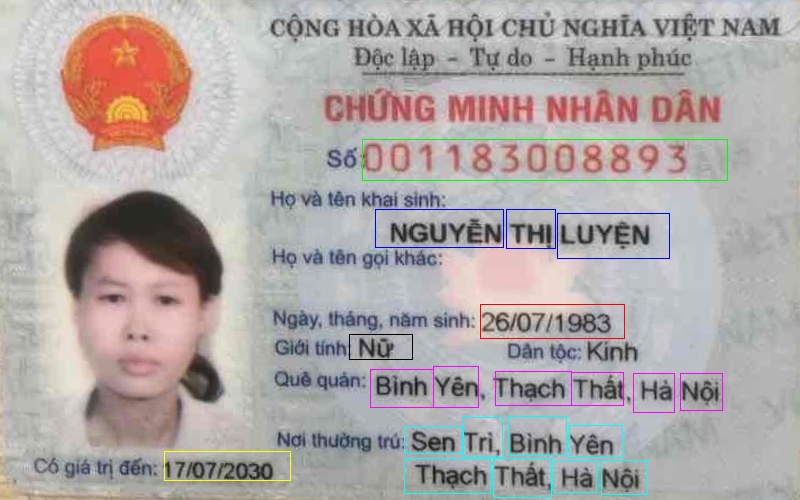 CỘNG HÒA XÃ HỘI CHỦ NGHĨA VIỆT NAM
Độc lập - Tự do - Hạnh phúc
CHỨNG MINH NHÂN DÂN
Số: 001183008893
Họ và tên khai sinh:
NGUYỄN THỊ LUYỆN
Họ và tên gọi khác:
Ngày, tháng, năm sinh: 26/07/1983
Giới tính: Nữ Dân tộc: Kinh
Quê quán: Bình Yên, Thạch Thất, Hà Nội
Nơi thường trú: Sen Trì, Bình Yên
Thạch Thất, Hà Nội
Có giá trị đến: 17/07/2030